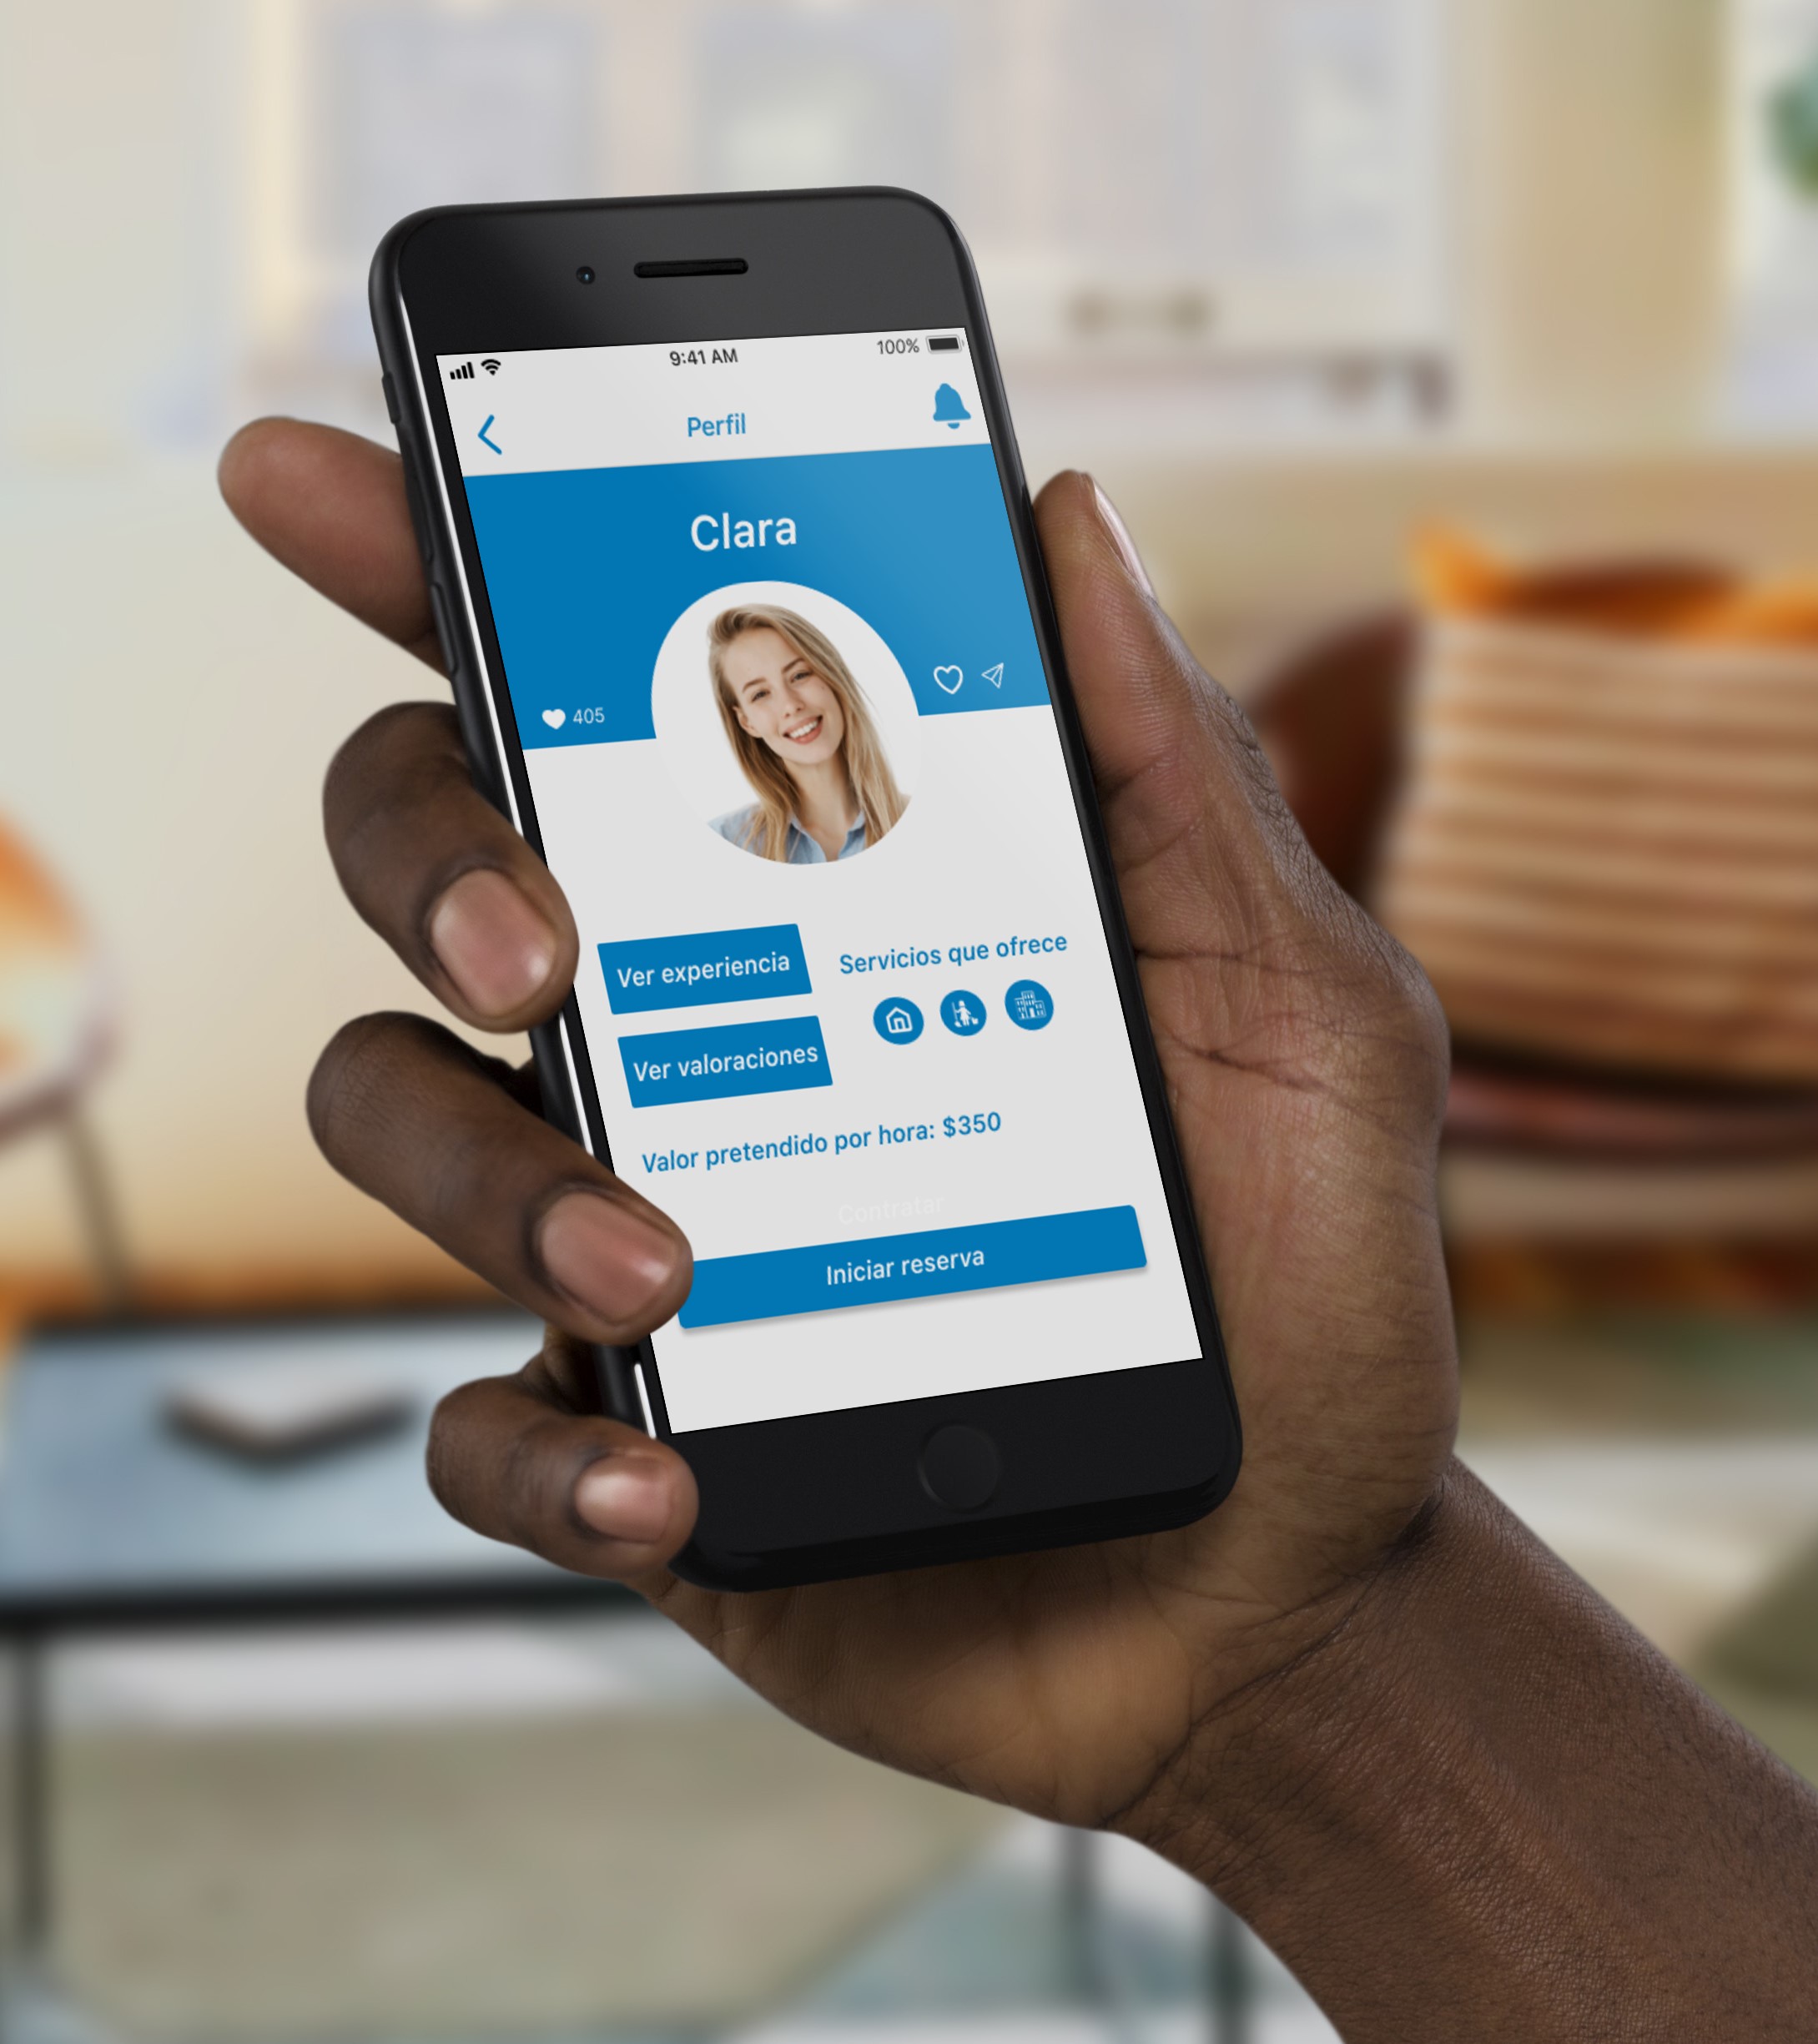 9:41 AM
100%
Perfil
Clara
405
Ver experiencia
Servicios que ofrece
Ver valoraciones
Valor pretendido por hora: $350
Contratar
Iniciar reserva